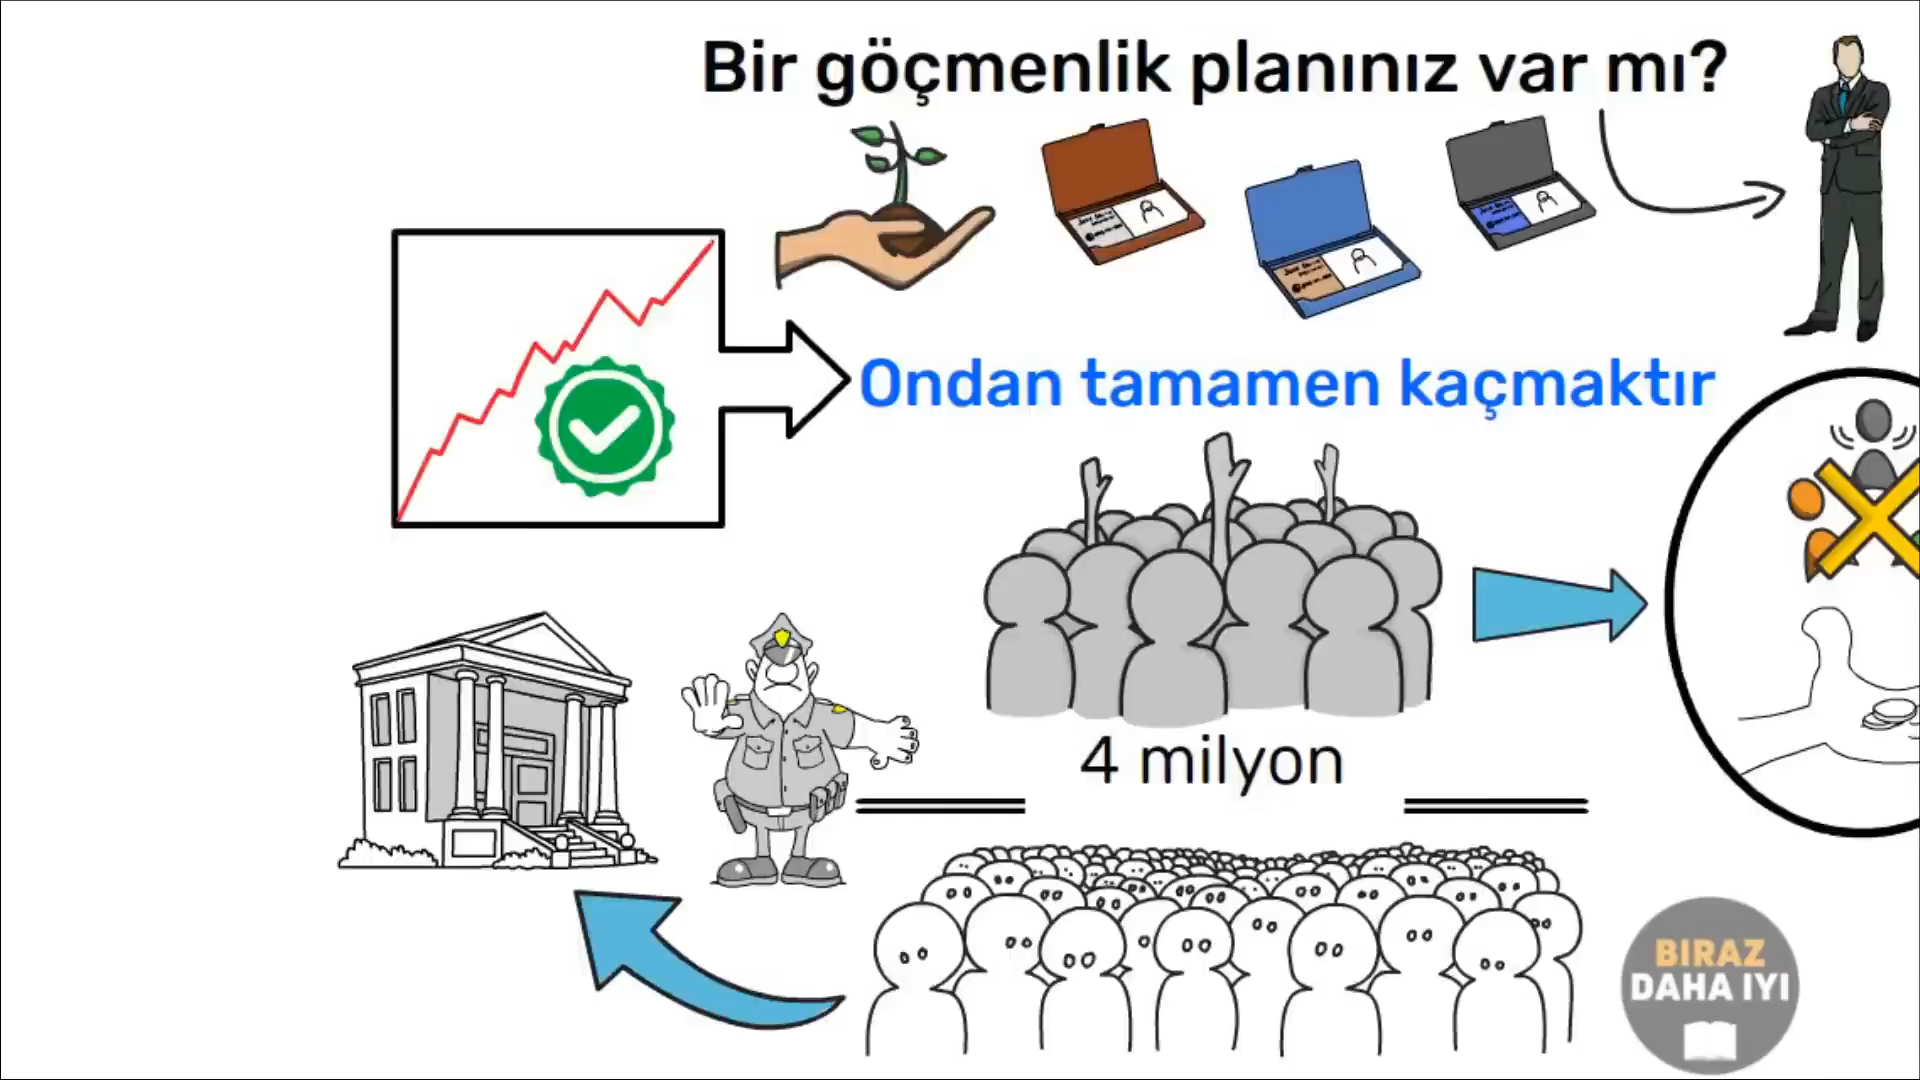 Bir göçmenlik planınız var mı?
Ondan tamamen kaçmaktır
4 milyon
BIRAZ
DAHA IYI